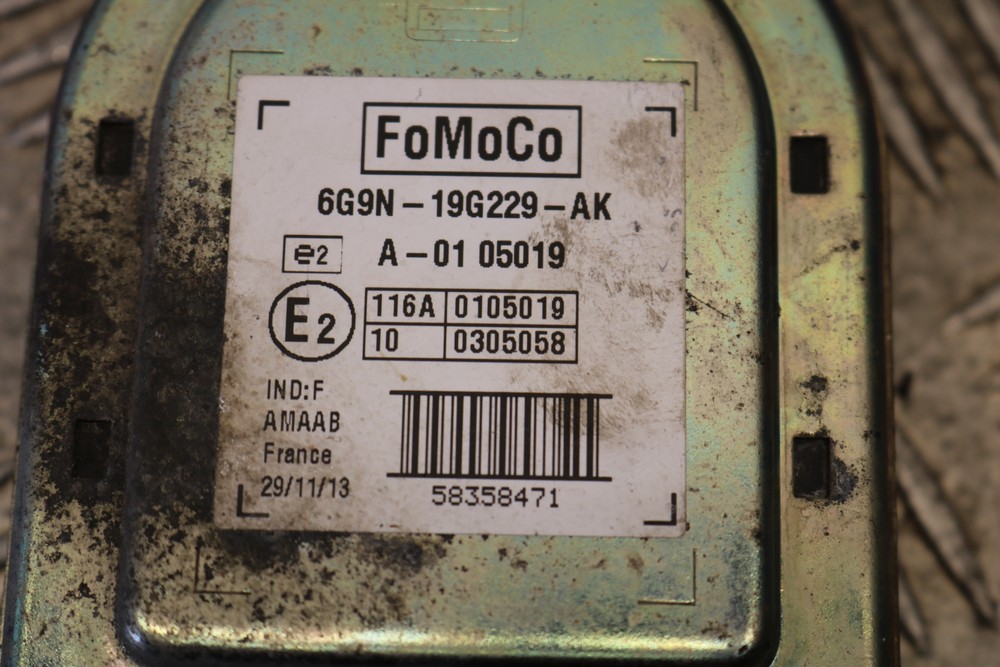 FoMoCo
6G9N-19G229-AK
e2 A-01 05019
E2 116A 0105019
10 0305058
IND:F
AMAAB
France
29/11/13
58358471